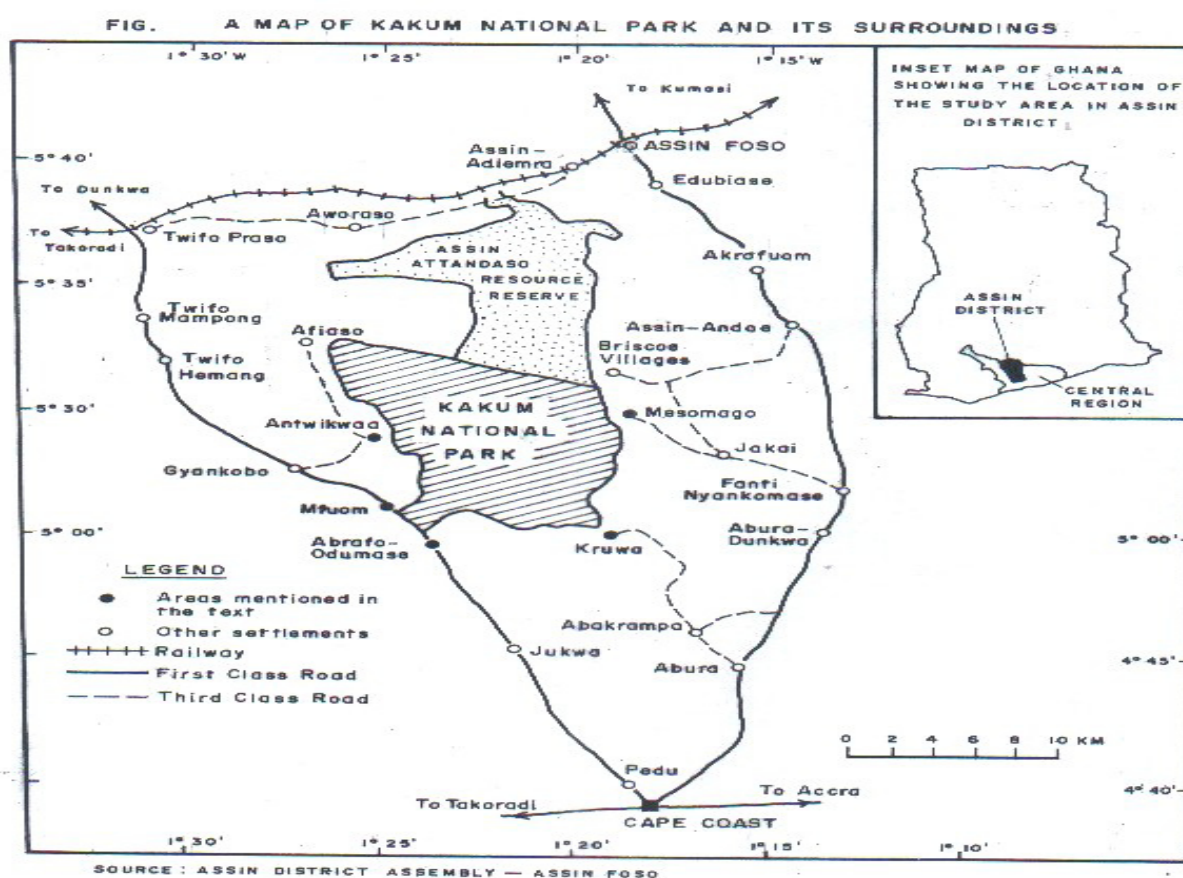 FIG. A MAP OF KAKUM NATIONAL PARK AND ITS SURROUNDINGS
1°30'W
1°25'
1°20'
1°15'W
INSET MAP OF GHANA
SHOWING THE LOCATION OF
THE STUDY AREA IN ASSIN
DISTRICT
To Kumasi
5°40'
Assin-
Adiemra
ASSIN FOSO
Edubiase
To Dunkwa
Aworaso
To
Takoradi
Twifo Praso
ASSIN
ATTANDASO
RESOURCE
RESERVE
Akrofuom
5°35'
Twifo
Mampong
Afiaso
Assin-Andoe
Briscoe
Villages
ASSIN
DISTRICT
Twifo
Hemang
CENTRAL
REGION
5°30'
KAKUM
NATIONAL
PARK
Mesomago
Antwikwaa
Jakai
Gyankobo
Fanti
Nyankomase
Mfuom
5°00'
Abura-
Dunkwa
5°00'
Abrafo-
Odumase
Kruwa
LEGEND
Areas mentioned in
the text
Other settlements
Railway
First Class Road
Third Class Road
Abakrampa
Jukwa
Abura
4°45'
0 2 4 6 8 10 KM
Pedu
To Takoradi
To Accra
4°40'
CAPE COAST
1°30'
1°25'
1°20'
1°15'
1°10'
SOURCE: ASSIN DISTRICT ASSEMBLY — ASSIN FOSO